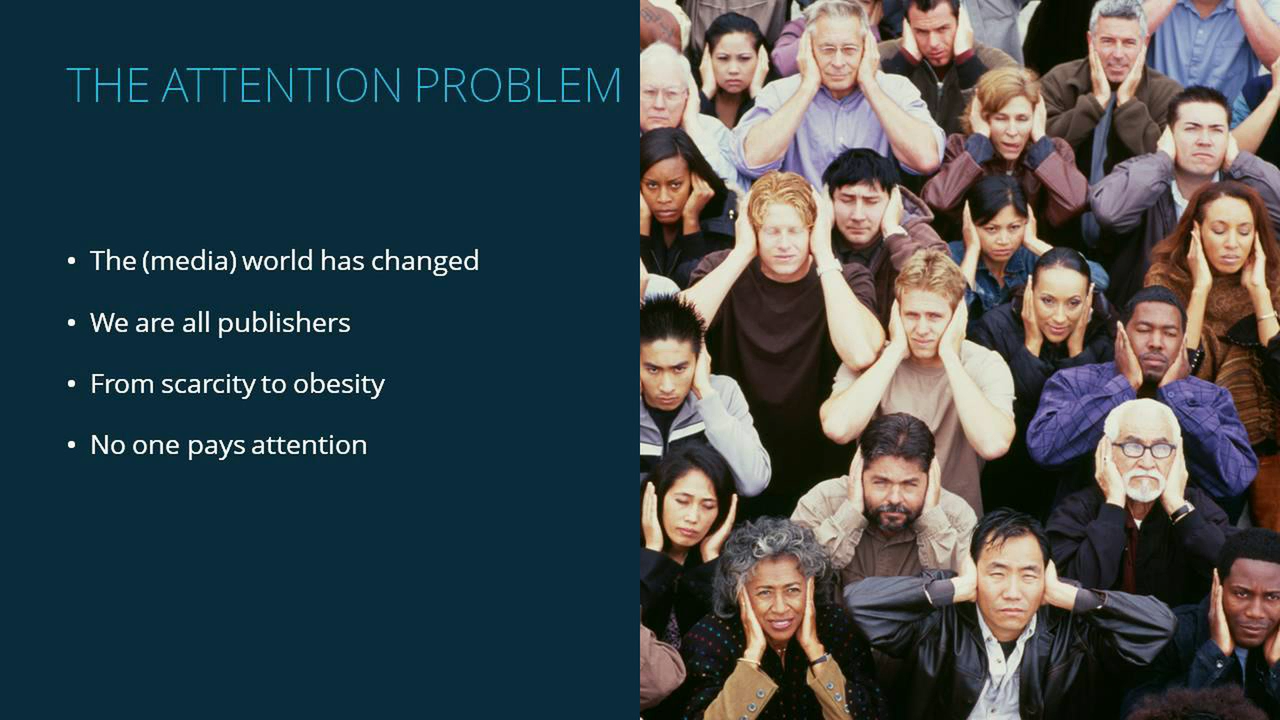 THE ATTENTION PROBLEM
• The (media) world has changed
• We are all publishers
• From scarcity to obesity
• No one pays attention